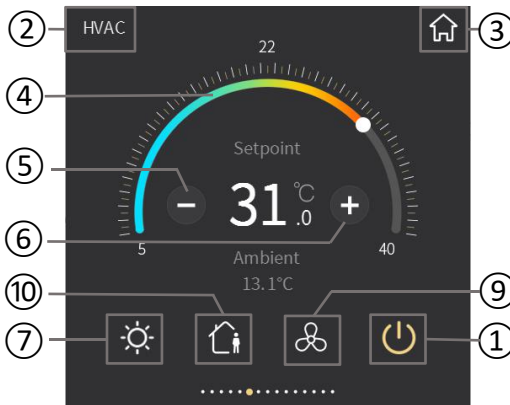 ② HVAC ③
22
④
Setpoint
⑤ − 31.0 °C +
⑥ 5 40
Ambient
⑩ 13.1°C ⑨
⑦ ①